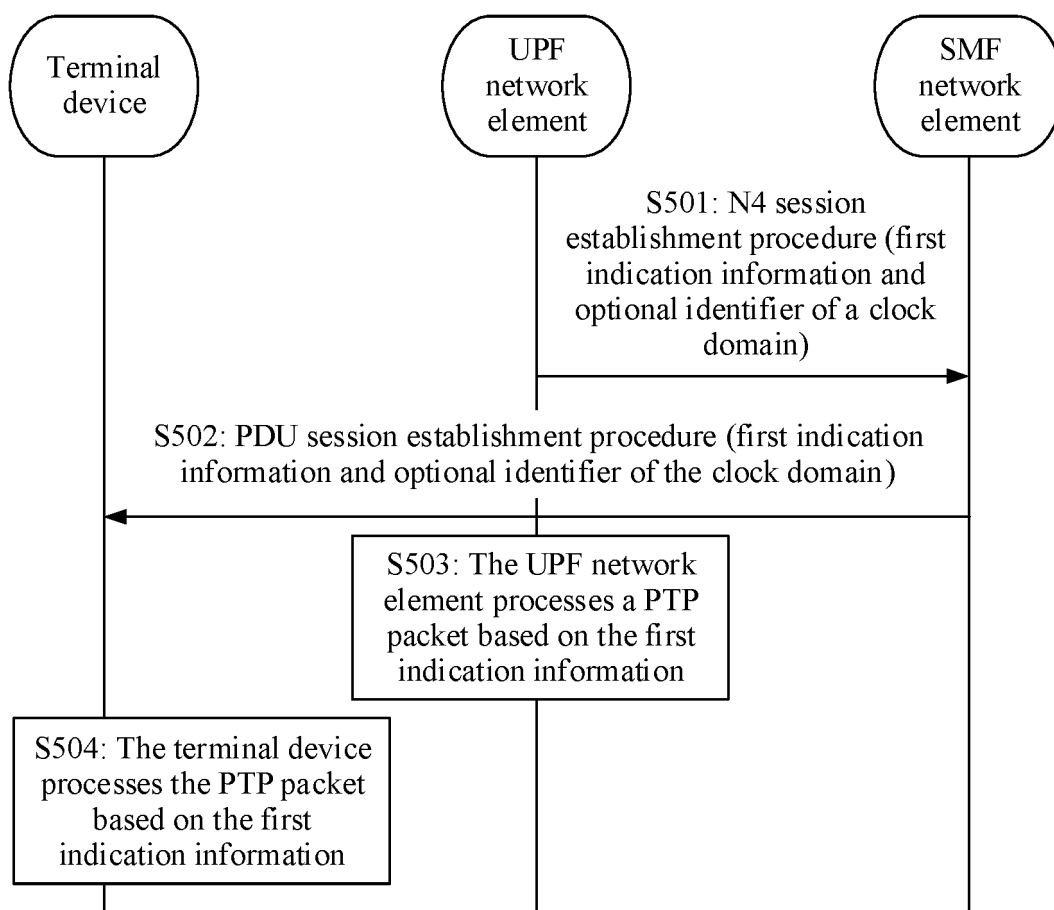 Terminal
device
UPF
network
element
SMF
network
element
S501: N4 session
establishment procedure (first
indication information and
optional identifier of a clock
domain)
S502: PDU session establishment procedure (first indication
information and optional identifier of the clock domain)
S503: The UPF network
element processes a PTP
packet based on the first
indication information
S504: The terminal device
processes the PTP packet
based on the first
indication information